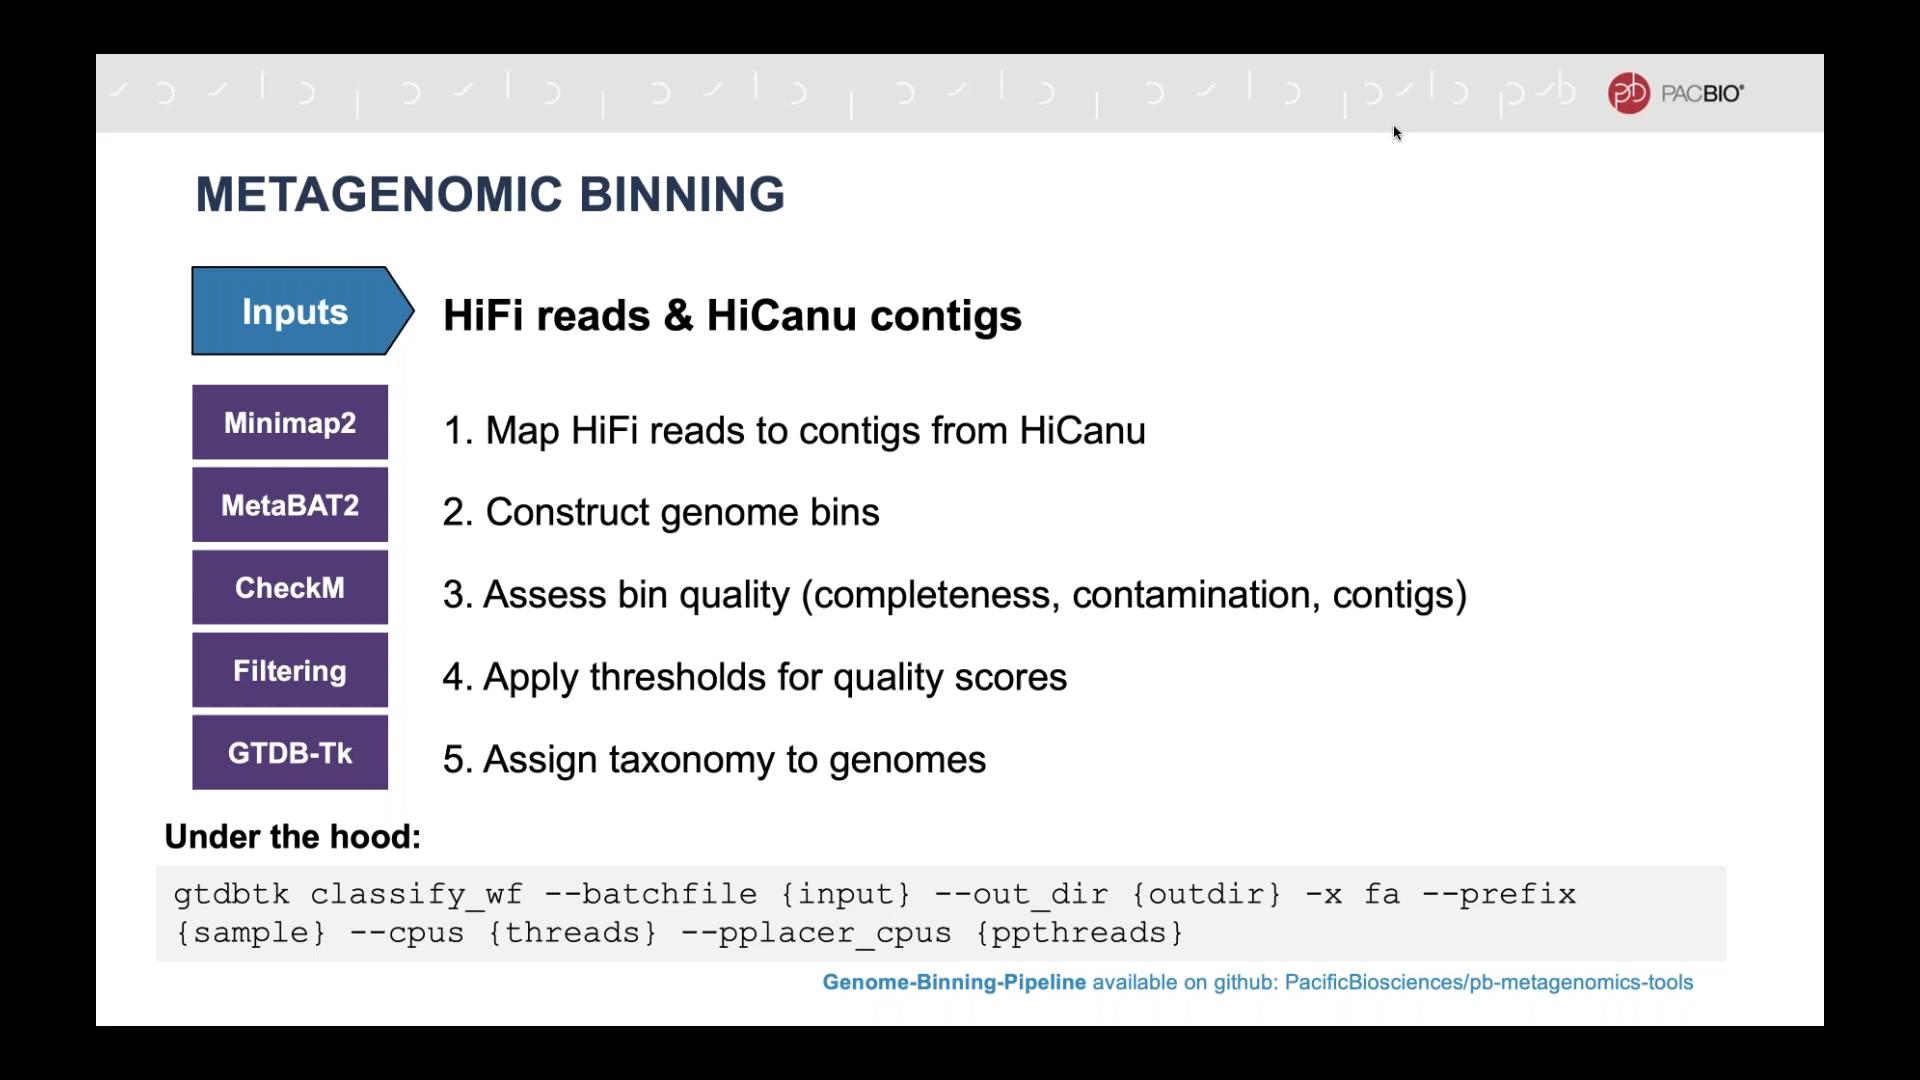 pb PACBIO®
METAGENOMIC BINNING
Inputs
HiFi reads & HiCanu contigs
Minimap2
1. Map HiFi reads to contigs from HiCanu
MetaBAT2
2. Construct genome bins
CheckM
3. Assess bin quality (completeness, contamination, contigs)
Filtering
4. Apply thresholds for quality scores
GTDB-Tk
5. Assign taxonomy to genomes
Under the hood:
gtdbtk classify_wf --batchfile {input} --out_dir {outdir} -x fa --prefix
{sample} --cpus {threads} --pplacer_cpus {ppthreads}
Genome-Binning-Pipeline available on github: PacificBiosciences/pb-metagenomics-tools